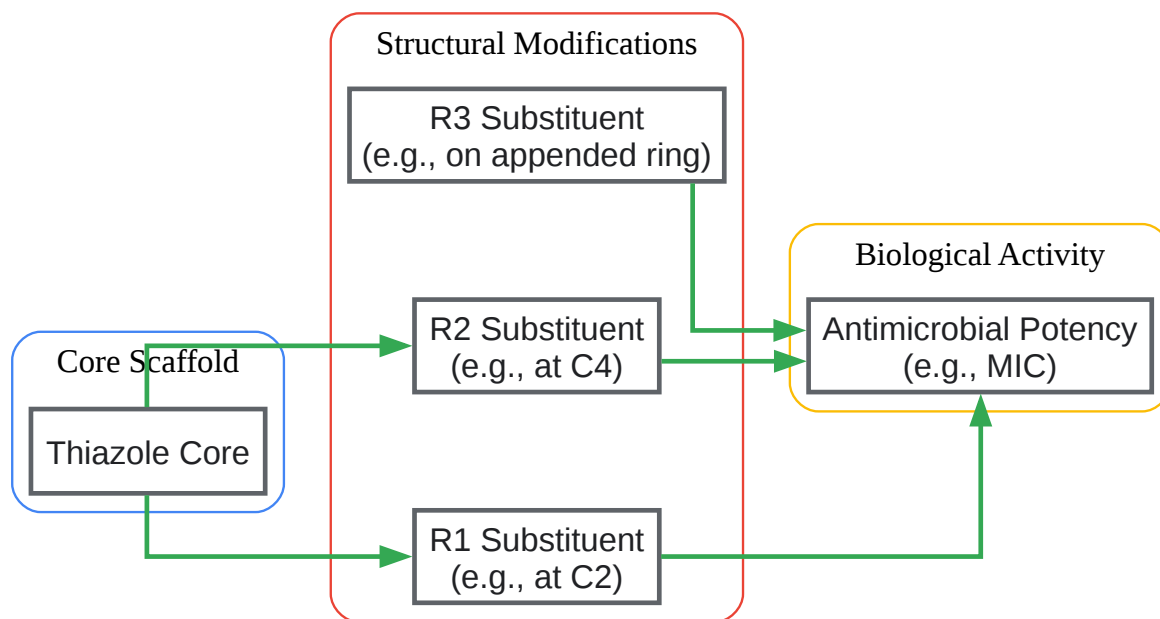 Structural Modifications
R3 Substituent
(e.g., on appended ring)
Biological Activity
R2 Substituent
(e.g., at C4)
Antimicrobial Potency
(e.g., MIC)
Core Scaffold
Thiazole Core
R1 Substituent
(e.g., at C2)